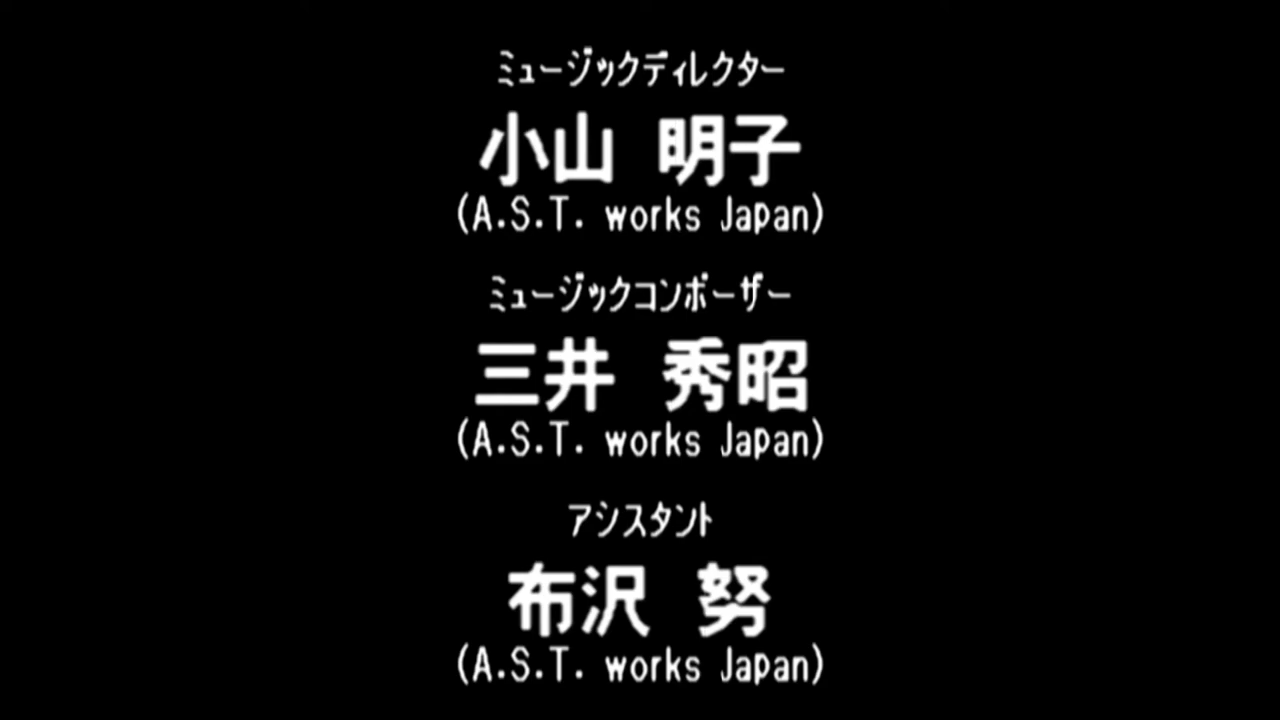 ミュージックディレクター
小山 明子
(A.S.T. works Japan)
ミュージックコンポーザー
三井 秀昭
(A.S.T. works Japan)
アシスタント
布沢 努
(A.S.T. works Japan)